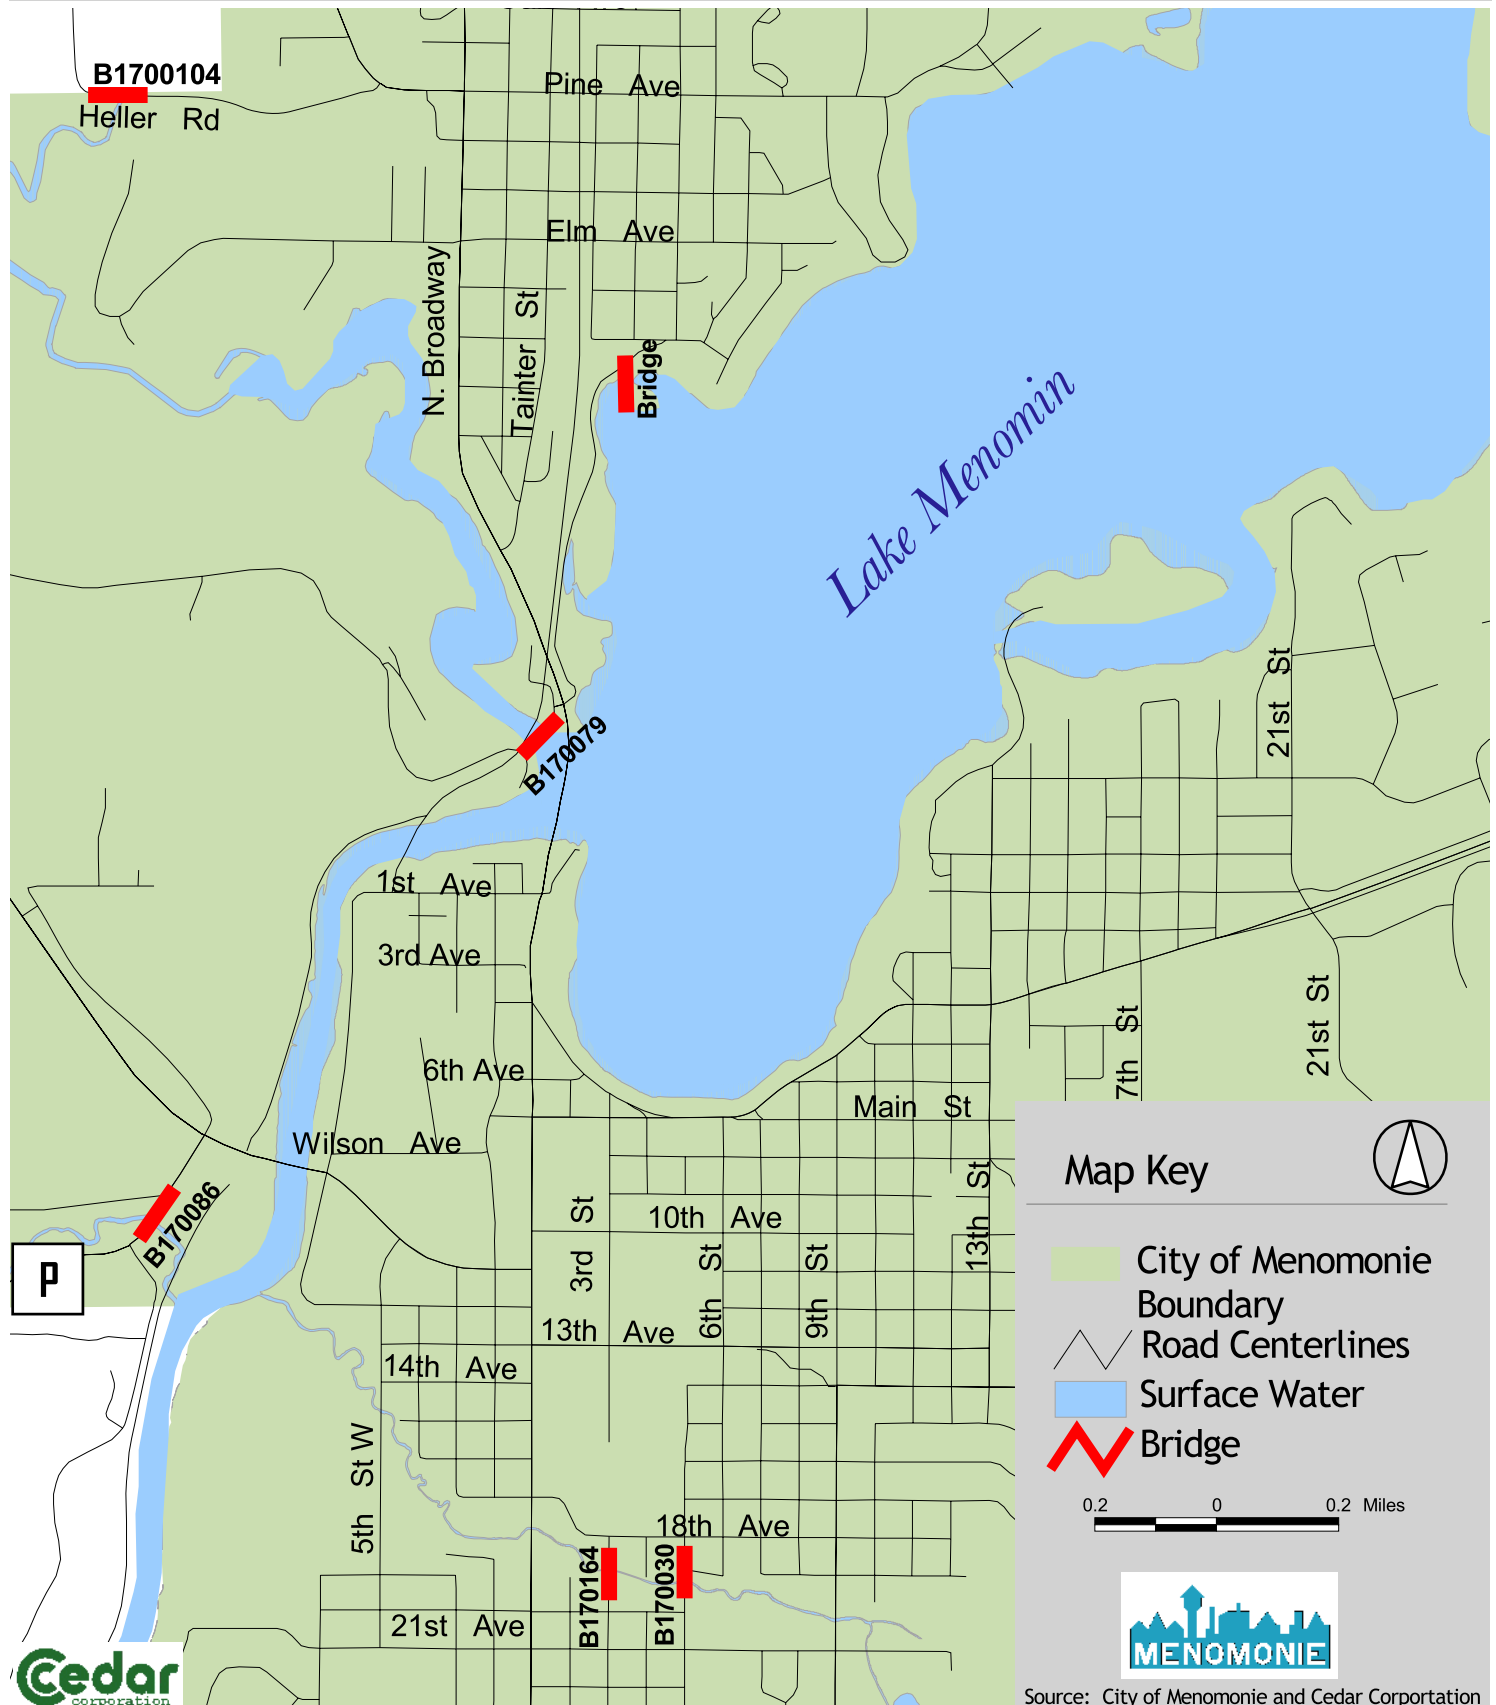 B1700104
Heller Rd
Pine Ave
Elm Ave
N. Broadway
Tainter St
Bridge
Lake Menomin
B170079
21st St
1st Ave
3rd Ave
6th Ave
Wilson Ave
Main St
7th St
21st St
B170086
P
3rd St
10th Ave
6th St
9th St
13th St
13th Ave
14th Ave
5th St W
18th Ave
B170164
B170030
21st Ave
Map Key
City of Menomonie
Boundary
Road Centerlines
Surface Water
Bridge
0.2 0 0.2 Miles
MENOMONIE
Source: City of Menomonie and Cedar Corportation
Cedar
corporation